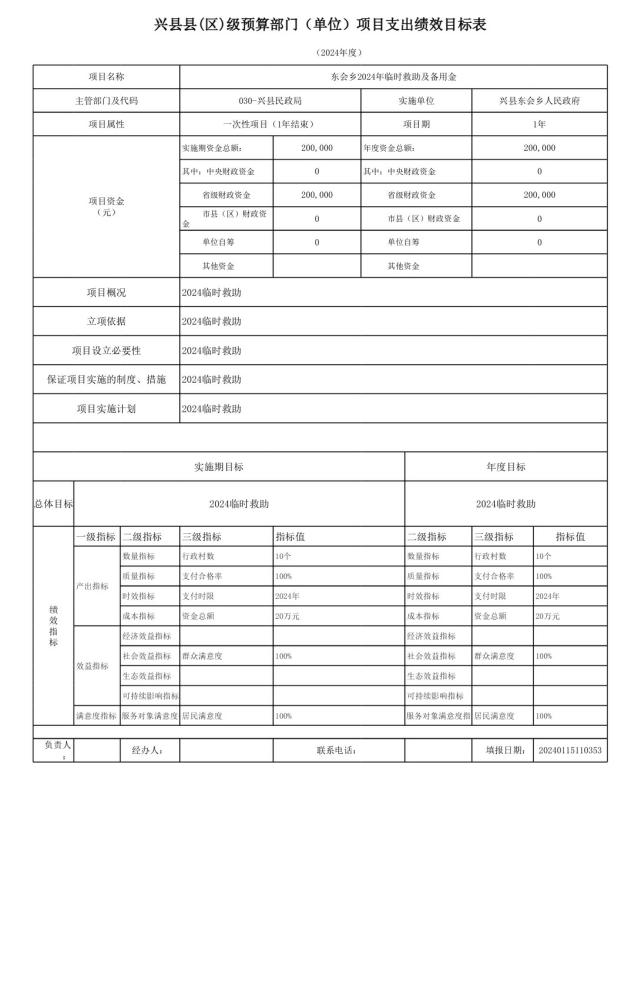 兴县县(区)级预算部门（单位）项目支出绩效目标表
（2024年度）
项目名称 东会乡2024年临时救助及备用金
主管部门及代码 030-兴县民政局 实施单位 兴县东会乡人民政府
项目属性 一次性项目（1年结束） 项目期 1年
项目资金（元） 实施期资金总额： 200,000 年度资金总额： 200,000
其中：中央财政资金 0 其中：中央财政资金 0
省级财政资金 200,000 省级财政资金 200,000
市县（区）财政资金 0 市县（区）财政资金 0
单位自筹 0 单位自筹 0
其他资金 其他资金
项目概况 2024临时救助
立项依据 2024临时救助
项目设立必要性 2024临时救助
保证项目实施的制度、措施 2024临时救助
项目实施计划 2024临时救助
实施期目标 年度目标
总体目标 2024临时救助 2024临时救助
绩效指标 一级指标 二级指标 三级指标 指标值 二级指标 三级指标 指标值
产出指标 数量指标 行政村数 10个 数量指标 行政村数 10个
质量指标 支付合格率 100% 质量指标 支付合格率 100%
时效指标 支付时限 2024年 时效指标 支付时限 2024年
成本指标 资金总额 20万元 成本指标 资金总额 20万元
效益指标 经济效益指标 经济效益指标
社会效益指标 群众满意度 100% 社会效益指标 群众满意度 100%
生态效益指标 生态效益指标
可持续影响指标 可持续影响指标
满意度指标 服务对象满意度 居民满意度 100% 服务对象满意度指 居民满意度 100%
负责人： 经办人： 联系电话： 填报日期： 20240115110353